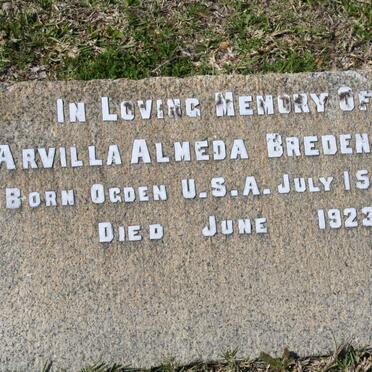 In Loving Memory Of
Arvilla Almeda Breden
Born Ogden U.S.A. July 15
Died June 1923